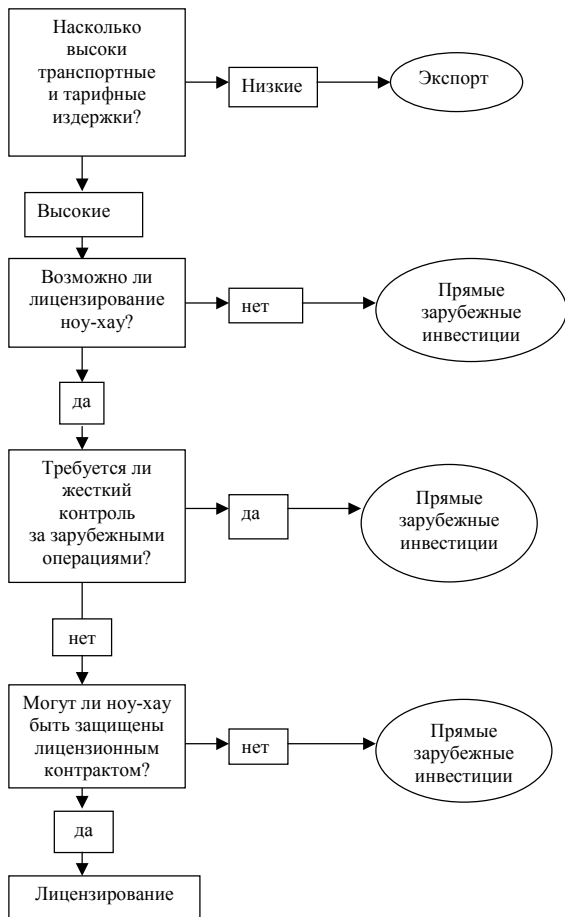 Насколько
высоки
транспортные
и тарифные
издержки?
Низкие
Экспорт
Высокие
Возможно ли
лицензирование
ноу-хау?
нет
Прямые
зарубежные
инвестиции
да
Требуется ли
жесткий
контроль
за зарубежными
операциями?
да
Прямые
зарубежные
инвестиции
нет
Могут ли ноу-хау
быть защищены
лицензионным
контрактом?
нет
Прямые
зарубежные
инвестиции
да
Лицензирование